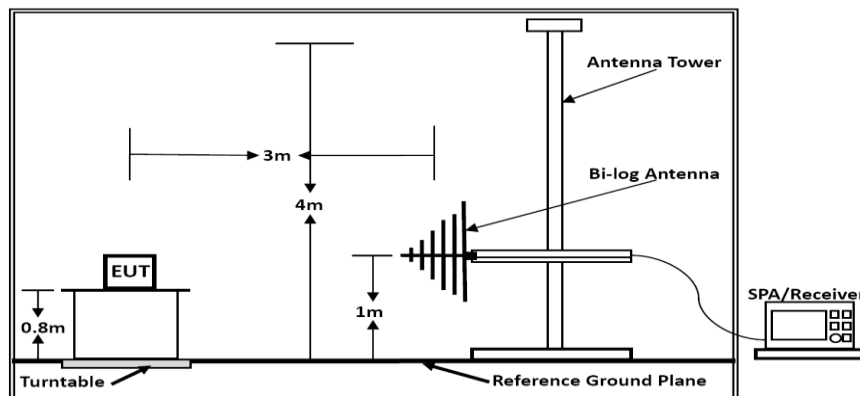 Antenna Tower
3m
Bi-log Antenna
4m
EUT
1m
0.8m
SPA/Receiver
Turntable
Reference Ground Plane